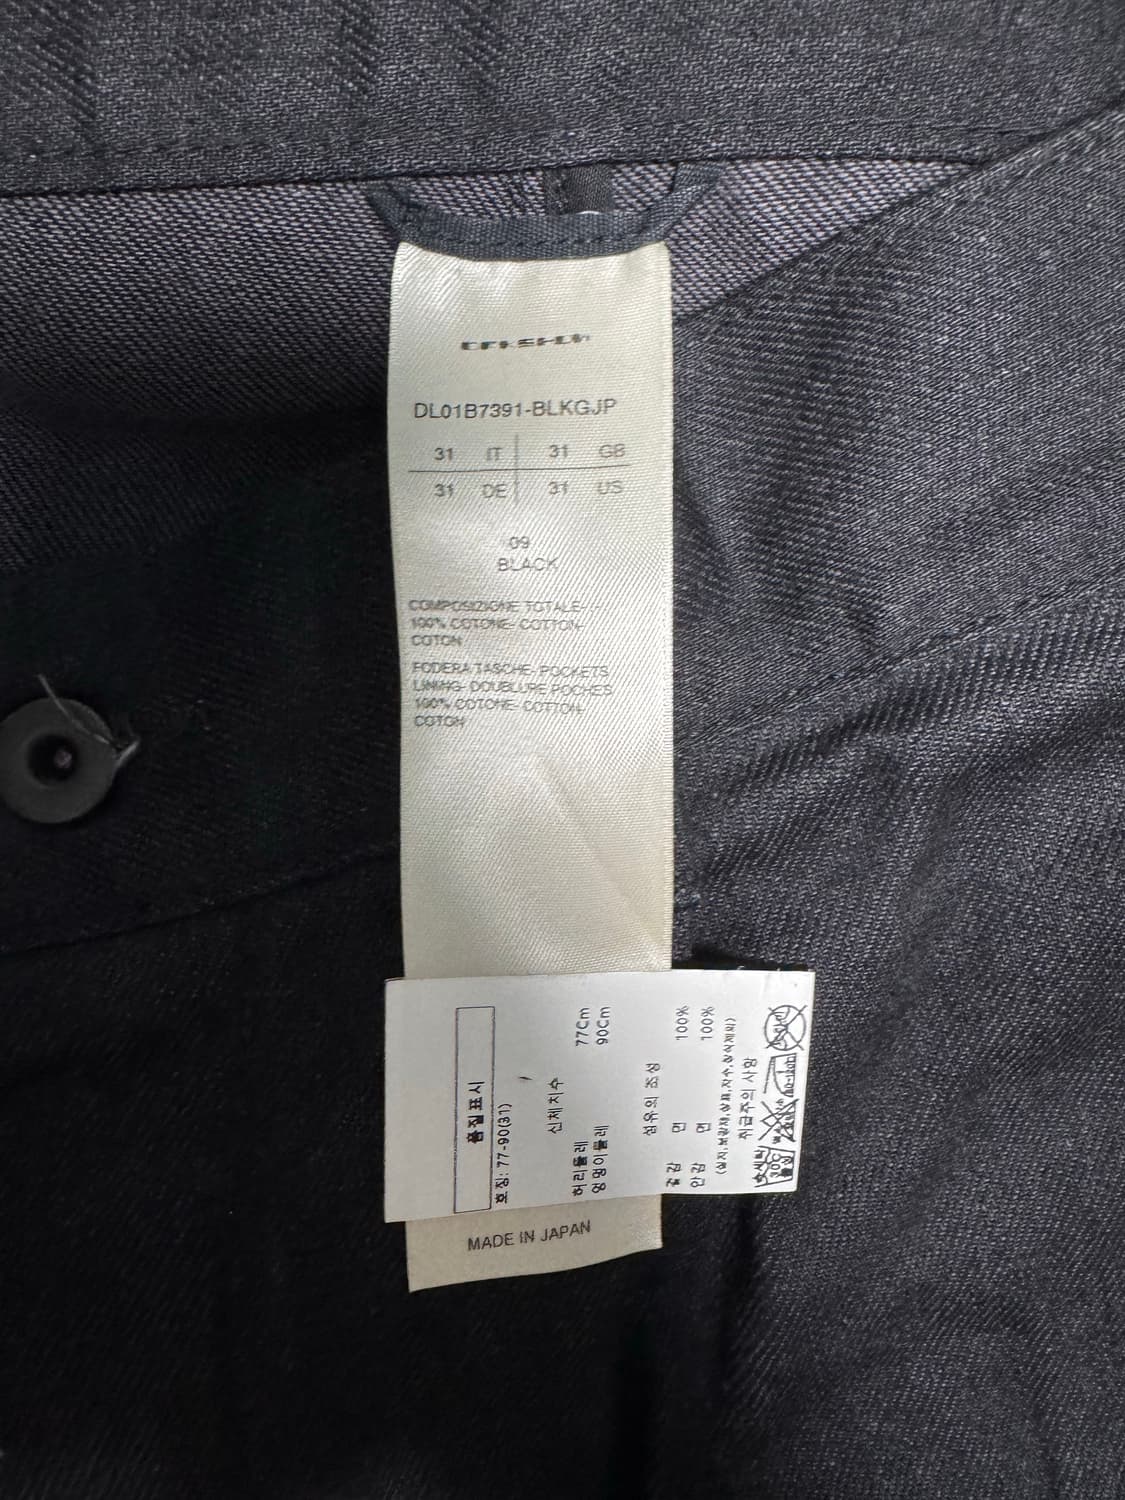 DRKSHDW
DL01B7391-BLKGJP
31 IT 31 GB
31 DE 31 US
09
BLACK
COMPOSIZIONE TOTALE-
100% COTONE- COTTON-
COTON
FODERA TASCHE- POCKETS
LINING- DOUBLURE POCHES
100% COTONE- COTTON-
COTON
품질표시
호칭: 77-90(31)
신체치수
허리둘레 77Cm
엉덩이둘레 90Cm
섬유의 조성
겉감 면 100%
안감 면 100%
취급주의 사항
MADE IN JAPAN